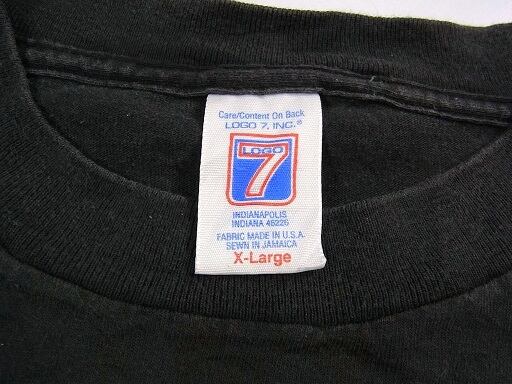 Care/Content On Back
LOGO 7, INC.®
LOGO
7
INDIANAPOLIS
INDIANA 46226
FABRIC MADE IN U.S.A.
SEWN IN JAMAICA
X-Large